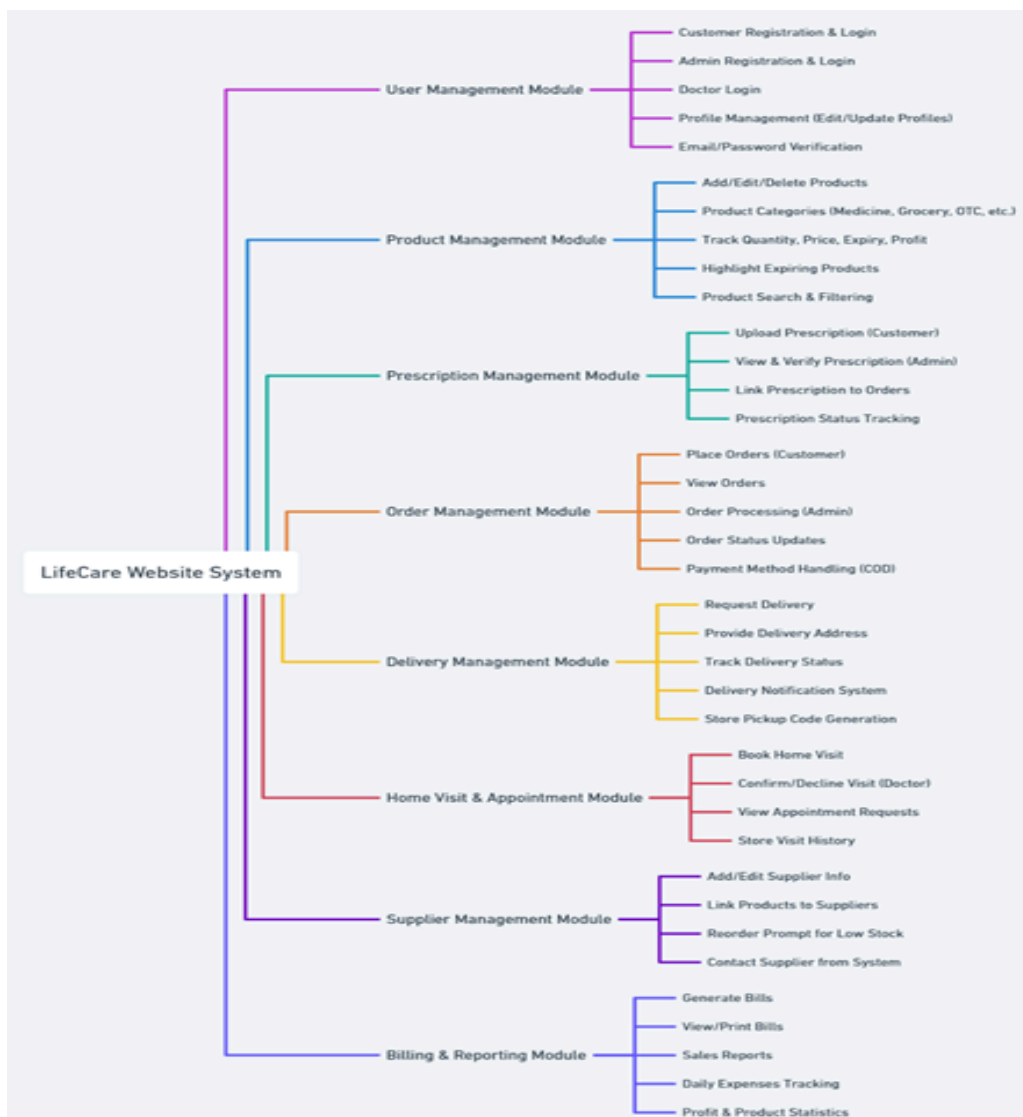 LifeCare Website System
User Management Module
Customer Registration & Login
Admin Registration & Login
Doctor Login
Profile Management (Edit/Update Profiles)
Email/Password Verification
Product Management Module
Add/Edit/Delete Products
Product Categories (Medicine, Grocery, OTC, etc.)
Track Quantity, Price, Expiry, Profit
Highlight Expiring Products
Product Search & Filtering
Prescription Management Module
Upload Prescription (Customer)
View & Verify Prescription (Admin)
Link Prescription to Orders
Prescription Status Tracking
Order Management Module
Place Orders (Customer)
View Orders
Order Processing (Admin)
Order Status Updates
Payment Method Handling (COD)
Delivery Management Module
Request Delivery
Provide Delivery Address
Track Delivery Status
Delivery Notification System
Store Pickup Code Generation
Home Visit & Appointment Module
Book Home Visit
Confirm/Decline Visit (Doctor)
View Appointment Requests
Store Visit History
Supplier Management Module
Add/Edit Supplier Info
Link Products to Suppliers
Reorder Prompt for Low Stock
Contact Supplier from System
Billing & Reporting Module
Generate Bills
View/Print Bills
Sales Reports
Daily Expenses Tracking
Profit & Product Statistics